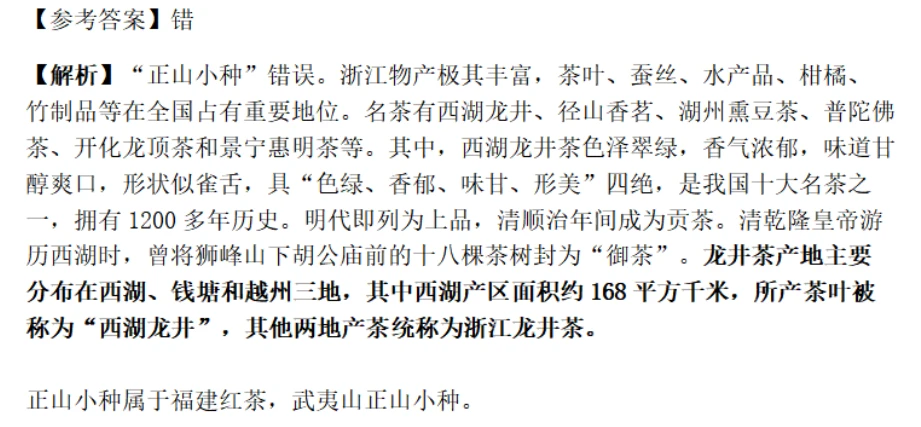 【参考答案】错
【解析】“正山小种”错误。浙江物产极其丰富，茶叶、蚕丝、水产品、柑橘、
竹制品等在全国占有重要地位。名茶有西湖龙井、径山香茗、湖州熏豆茶、普陀佛
茶、开化龙顶茶和景宁惠明茶等。其中，西湖龙井茶色泽翠绿，香气浓郁，味道甘
醇爽口，形状似雀舌，具“色绿、香郁、味甘、形美”四绝，是我国十大名茶之
一，拥有 1200 多年历史。明代即列为上品，清顺治年间成为贡茶。清乾隆皇帝游
历西湖时，曾将狮峰山下胡公庙前的十八棵茶树封为“御茶”。龙井茶产地主要
分布在西湖、钱塘和越州三地，其中西湖产区面积约 168 平方千米，所产茶叶被
称为“西湖龙井”，其他两地产茶统称为浙江龙井茶。
正山小种属于福建红茶，武夷山正山小种。